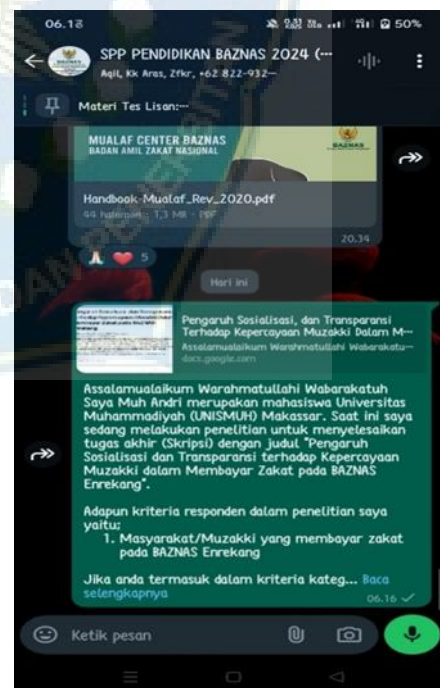 06.18
50%
SPP PENDIDIKAN BAZNAS 2024 (...
Aqil, Kk Aras, Zfkr, +62 822-932...
Materi Tes Lisan:...
MUALAF CENTER BAZNAS
BADAN AMIL ZAKAT NASIONAL
Handbook-Mualaf_Rev_2020.pdf
44 halaman · 1,3 MB · PDF
20.34
5
Hari ini
Pengaruh Sosialisasi, dan Transparansi
Terhadap Kepercayaan Muzakki Dalam M...
Assalamualaikum Warahmatullahi Wabarakatu...
docs.google.com
Assalamualaikum Warahmatullahi Wabarakatuh
Saya Muh Andri merupakan mahasiswa Universitas
Muhammadiyah (UNISMUH) Makassar. Saat ini saya
sedang melakukan penelitian untuk menyelesaikan
tugas akhir (Skripsi) dengan judul "Pengaruh
Sosialisasi dan Transparansi terhadap Kepercayaan
Muzakki dalam Membayar Zakat pada BAZNAS
Enrekang".
Adapun kriteria responden dalam penelitian saya
yaitu;
1. Masyarakat/Muzakki yang membayar zakat
pada BAZNAS Enrekang
Jika anda termasuk dalam kriteria kateg... Baca
selengkapnya
06.16
Ketik pesan